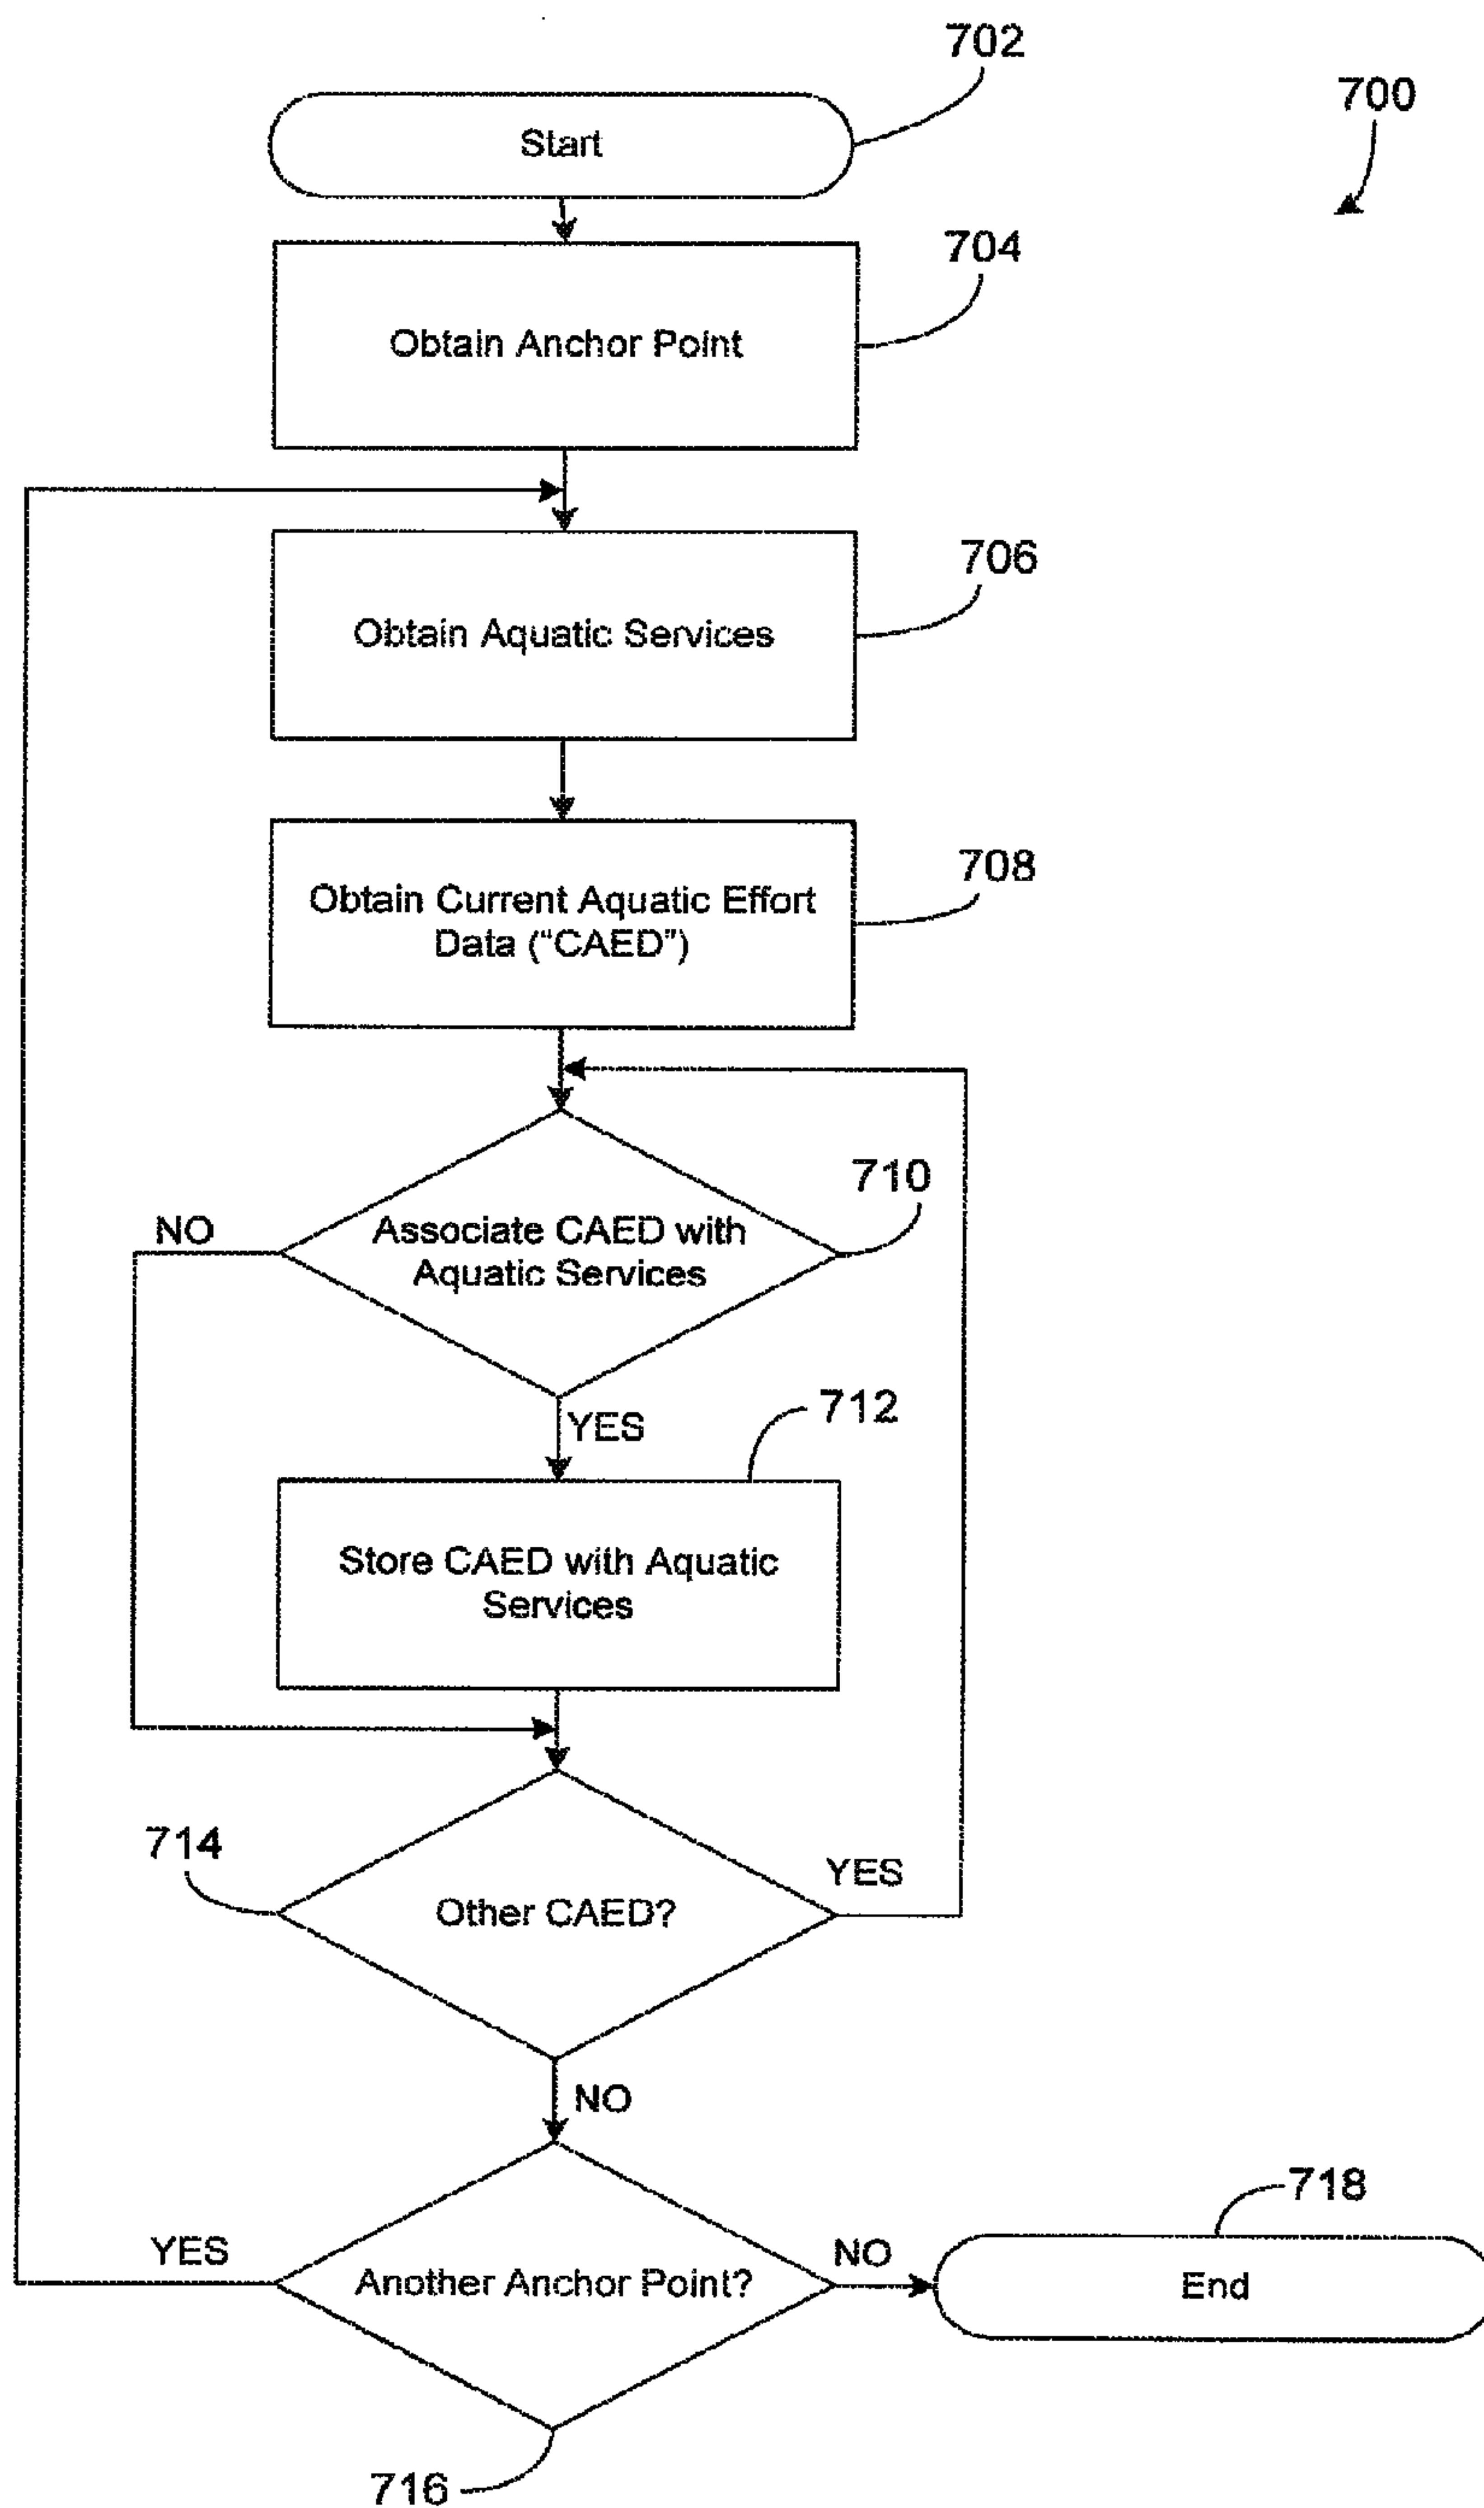 702
700
Start
704
Obtain Anchor Point
706
Obtain Aquatic Services
708
Obtain Current Aquatic Effort
Data (“CAED”)
710
NO
Associate CAED with
Aquatic Services
YES
712
Store CAED with Aquatic
Services
714
YES
Other CAED?
NO
718
YES
NO
Another Anchor Point?
End
716